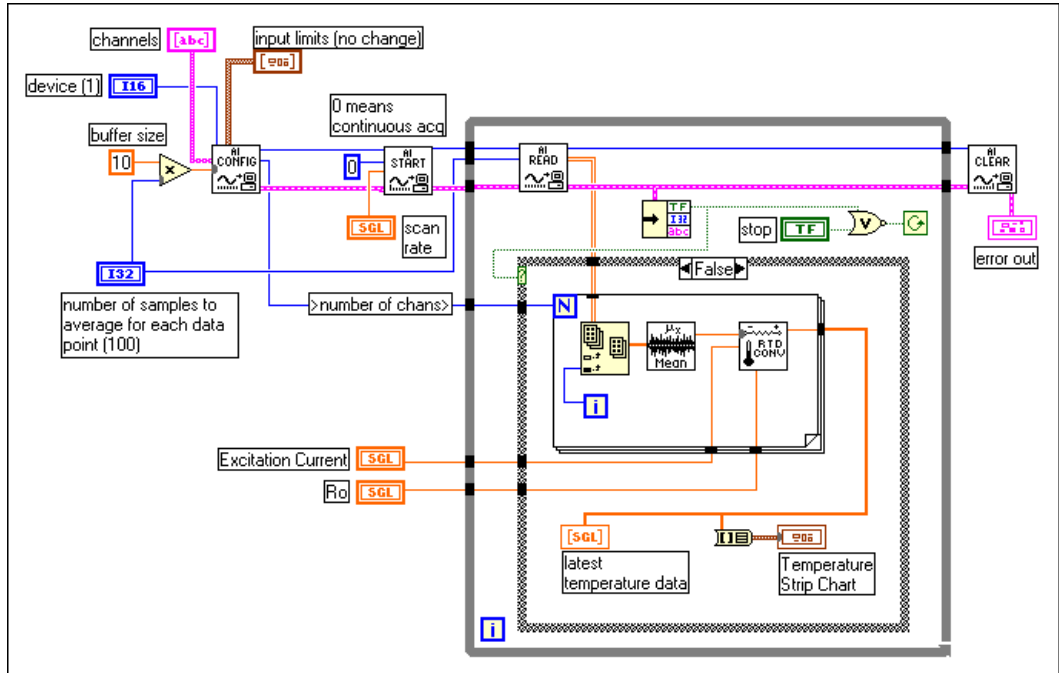 channels
[abc]
input limits (no change)
device (1)
I16
0 means
continuous acq
buffer size
10
x
AI
CONFIG
0
AI
START
AI
READ
AI
CLEAR
SGL
scan
rate
TF
I32
abc
stop
TF
V
error out
I32
number of samples to
average for each data
point (100)
>number of chans>
?
False
N
μx
Mean
- +
RTD
CONV
i
Excitation Current
SGL
Ro
SGL
[SGL]
latest
temperature data
Temperature
Strip Chart
i